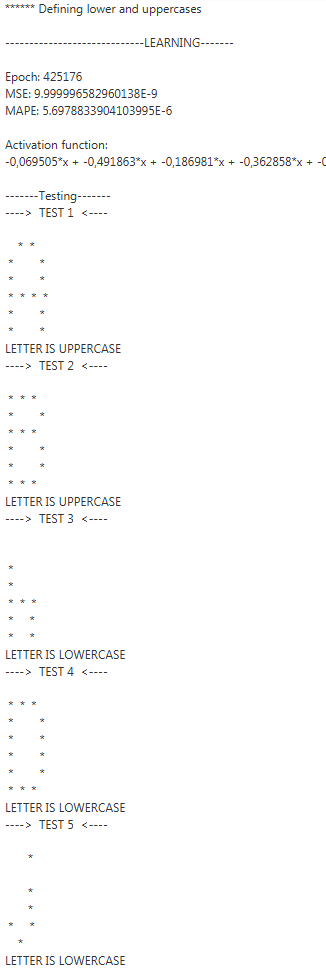 ****** Defining lower and uppercases
-----------------------------LEARNING-------
Epoch: 425176
MSE: 9.999996582960138E-9
MAPE: 5.6978833904103995E-6
Activation function:
-0,069505*x + -0,491863*x + -0,186981*x + -0,362858*x + -0
-------Testing-------
----> TEST 1 <----
* *
* *
* *
* * * *
* *
* *
LETTER IS UPPERCASE
----> TEST 2 <----
* * *
* *
* * *
* *
* *
* * *
LETTER IS UPPERCASE
----> TEST 3 <----
*
*
* * *
* *
* *
LETTER IS LOWERCASE
----> TEST 4 <----
* * *
* *
* *
* *
* *
* * *
LETTER IS LOWERCASE
----> TEST 5 <----
*
*
*
* *
*
LETTER IS LOWERCASE